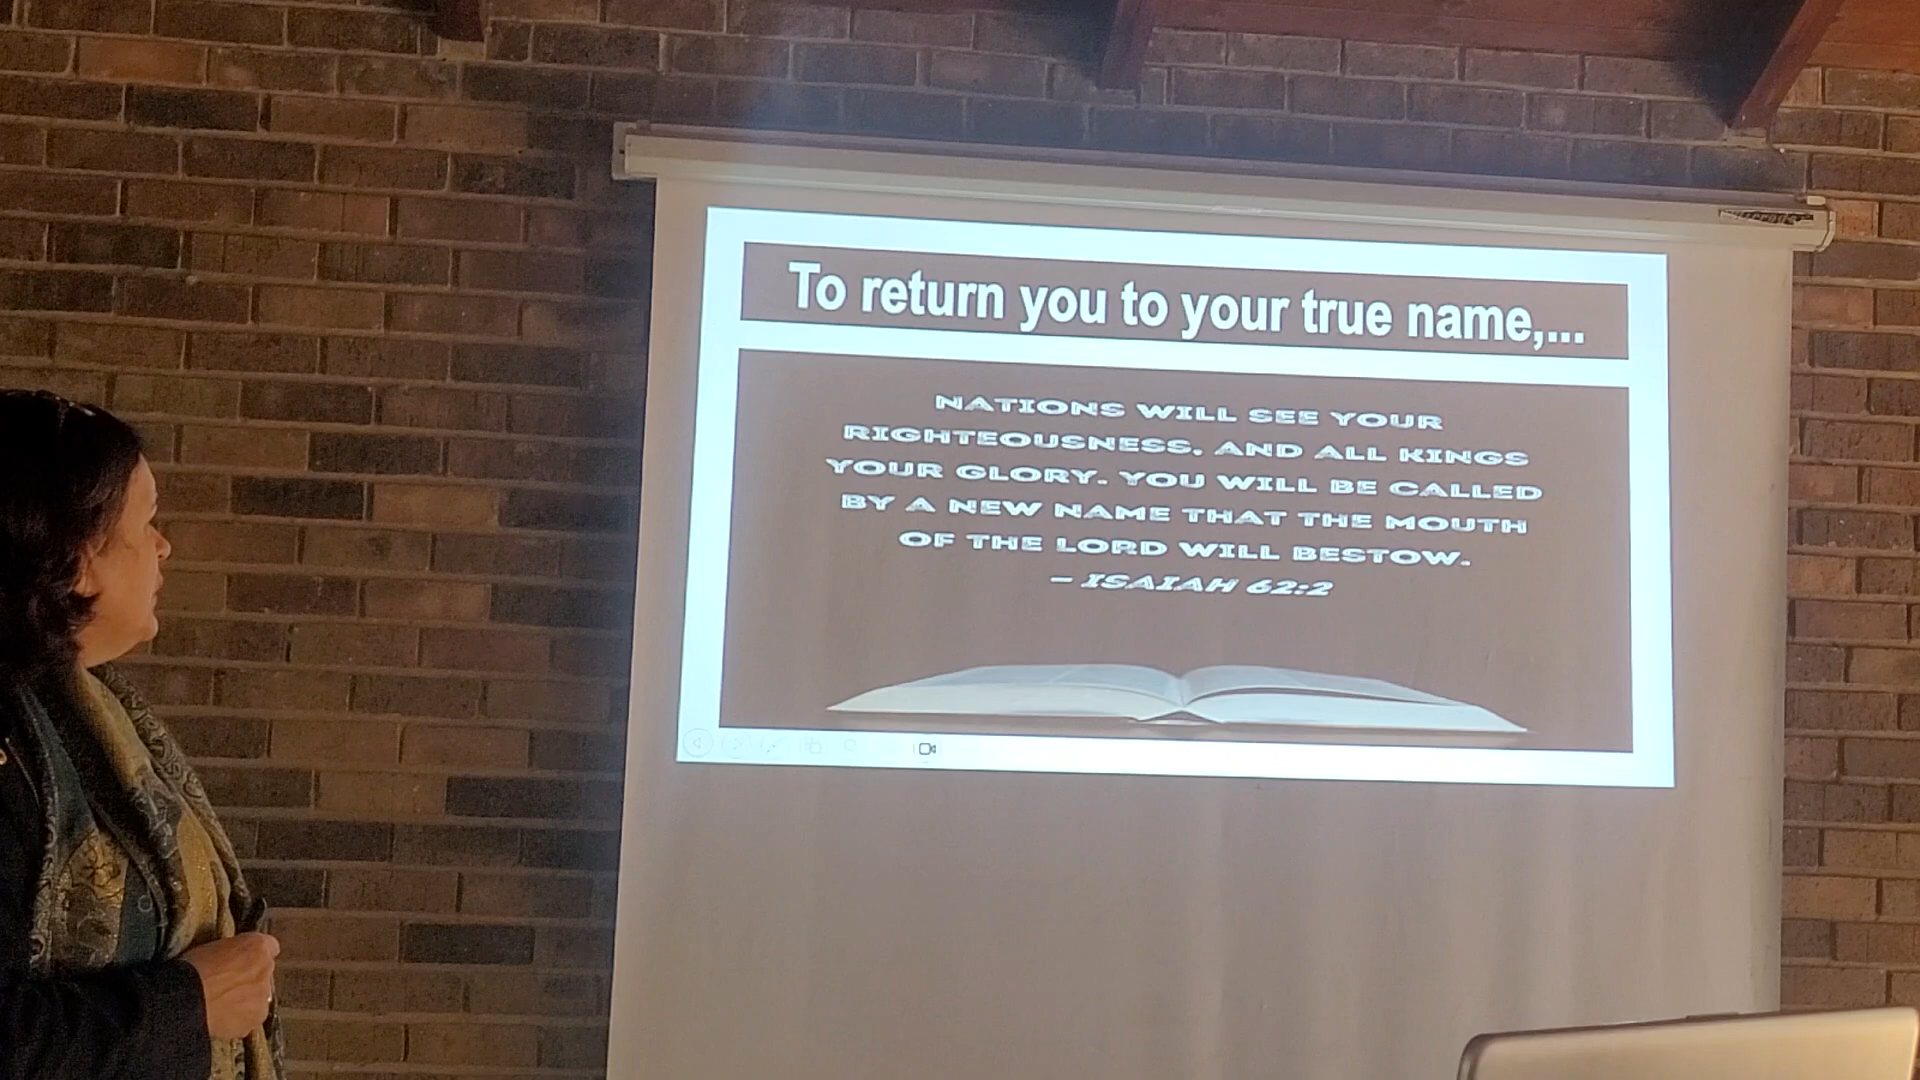 To return you to your true name,...
NATIONS WILL SEE YOUR
RIGHTEOUSNESS, AND ALL KINGS
YOUR GLORY. YOU WILL BE CALLED
BY A NEW NAME THAT THE MOUTH
OF THE LORD WILL BESTOW.
– ISAIAH 62:2